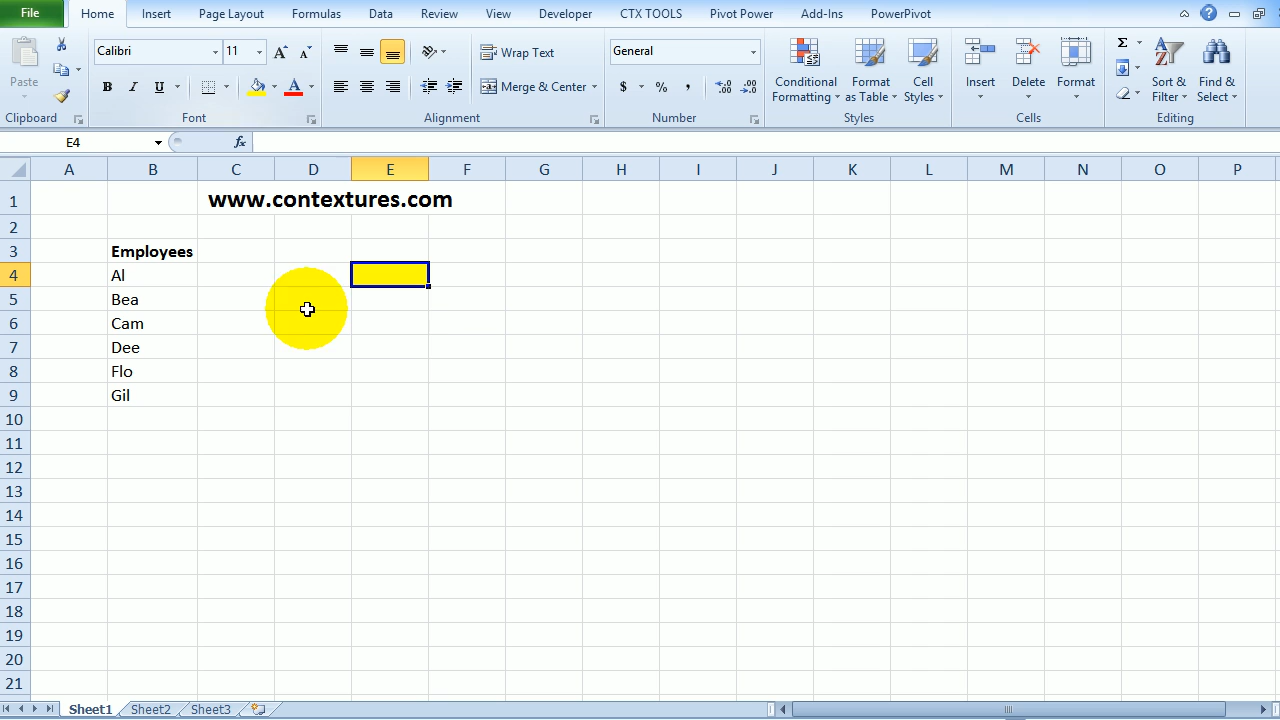 File Home Insert Page Layout Formulas Data Review View Developer CTX TOOLS Pivot Power Add-Ins PowerPivot
Paste
Calibri 11
B I U
Wrap Text
Merge & Center
General
$ % ,
Conditional Formatting
Format as Table
Cell Styles
Insert Delete Format
Sort & Filter
Find & Select
Clipboard Font Alignment Number Styles Cells Editing
E4 fx
A B C D E F G H I J K L M N O P
1 www.contextures.com
2
3 Employees
4 Al
5 Bea
6 Cam
7 Dee
8 Flo
9 Gil
10
11
12
13
14
15
16
17
18
19
20
21
Sheet1 Sheet2 Sheet3